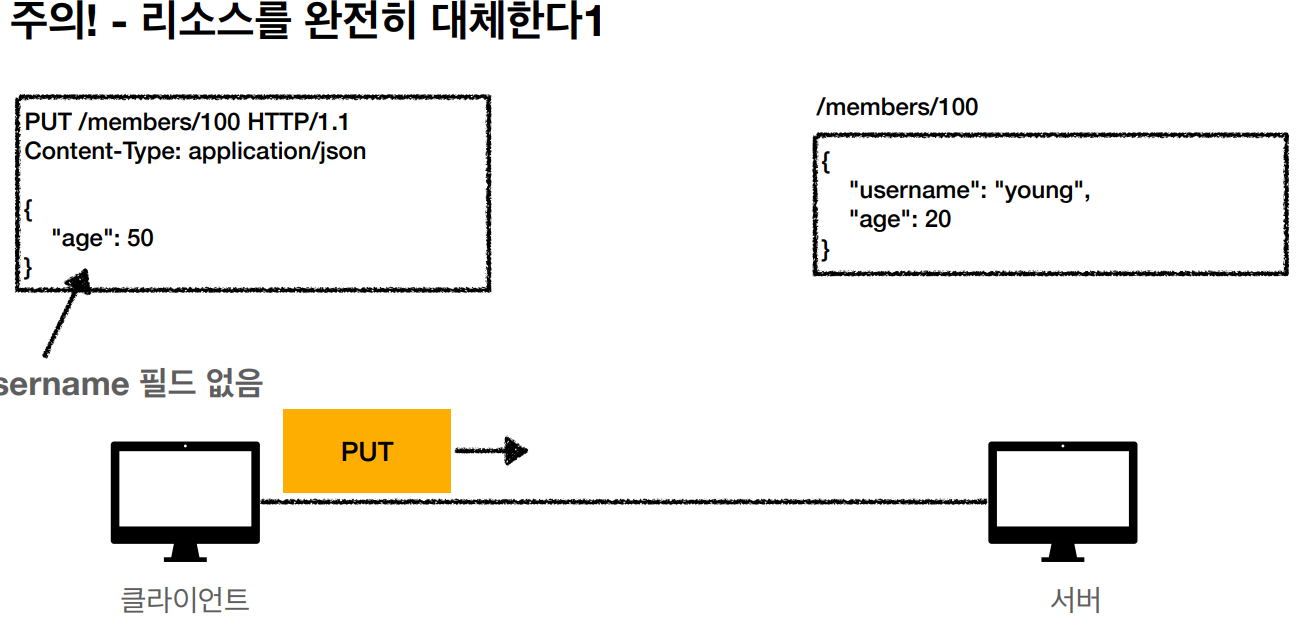 주의! - 리소스를 완전히 대체한다1
PUT /members/100 HTTP/1.1
Content-Type: application/json
{
"age": 50
}
/members/100
{
"username": "young",
"age": 20
}
sername 필드 없음
PUT
클라이언트
서버